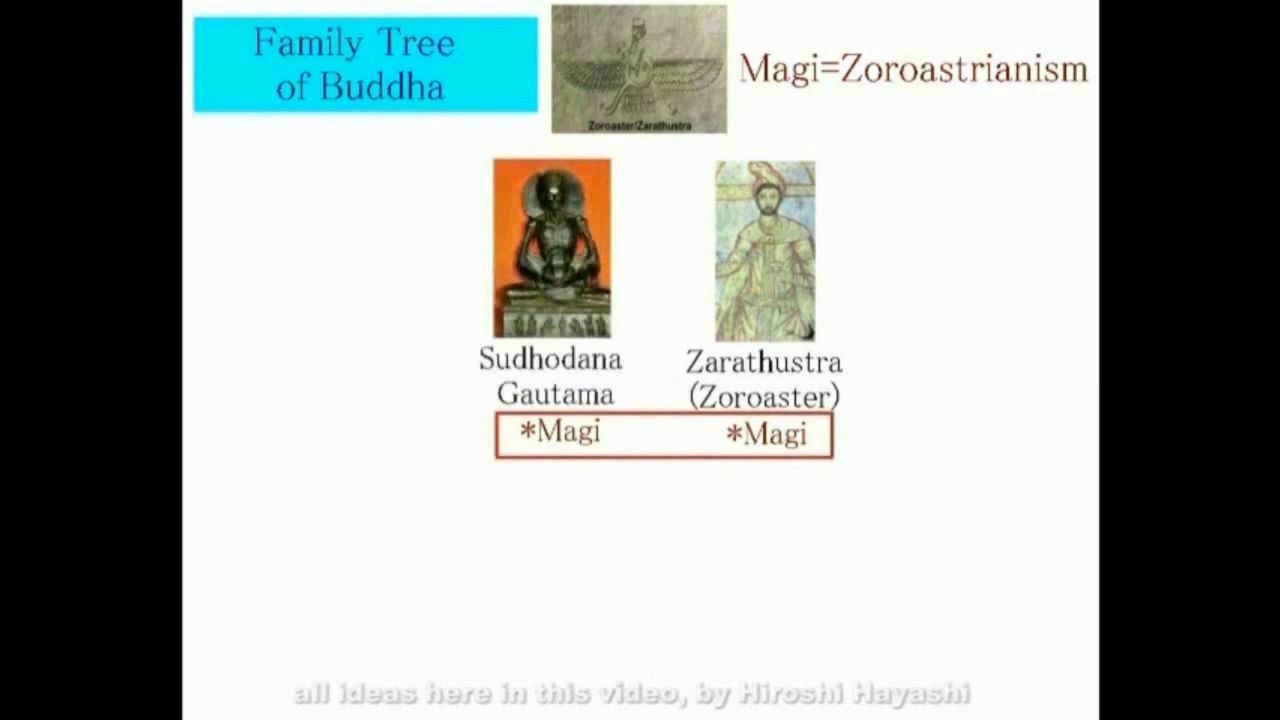 Family Tree
of Buddha
Zoroaster/Zarathustra
Magi=Zoroastrianism
Sudhodana
Gautama
Zarathustra
(Zoroaster)
*Magi
*Magi
all ideas here in this video, by Hiroshi Hayashi